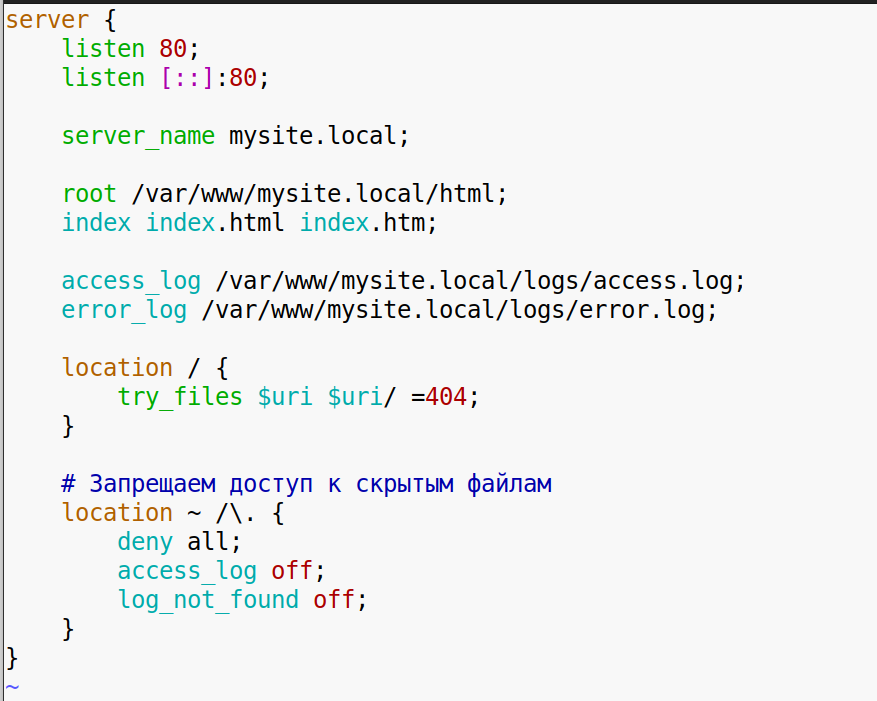 server {
    listen 80;
    listen [::]:80;

    server_name mysite.local;

    root /var/www/mysite.local/html;
    index index.html index.htm;

    access_log /var/www/mysite.local/logs/access.log;
    error_log /var/www/mysite.local/logs/error.log;

    location / {
        try_files $uri $uri/ =404;
    }

    # Запрещаем доступ к скрытым файлам
    location ~ /\. {
        deny all;
        access_log off;
        log_not_found off;
    }
}
~